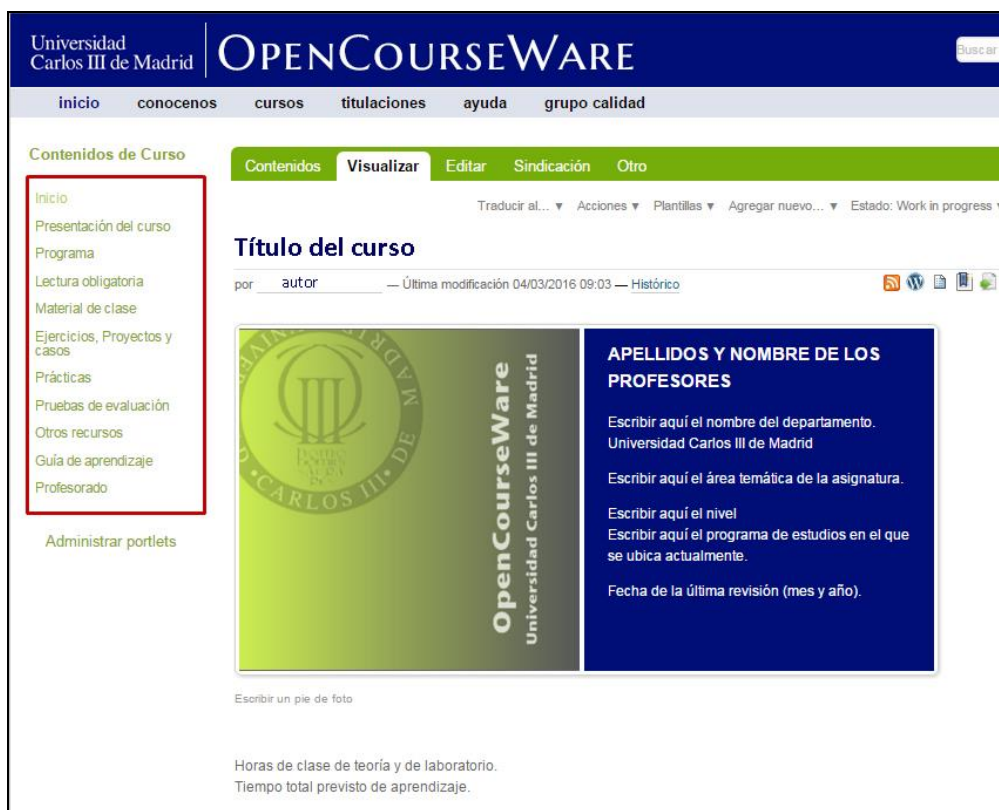 Universidad
Carlos III de Madrid
OPENCOURSEWARE
Buscar
inicio conocenos cursos titulaciones ayuda grupo calidad
Contenidos de Curso
Inicio
Presentación del curso
Programa
Lectura obligatoria
Material de clase
Ejercicios, Proyectos y
casos
Prácticas
Pruebas de evaluación
Otros recursos
Guía de aprendizaje
Profesorado
Administrar portlets
Contenidos Visualizar Editar Sindicación Otro
Traducir al... ▼ Acciones ▼ Plantillas ▼ Agregar nuevo... ▼ Estado: Work in progress
Título del curso
por autor — Última modificación 04/03/2016 09:03 — Histórico
CARLOS III
DE MADRID
OpenCourseWare
Universidad Carlos III de Madrid
APELLIDOS Y NOMBRE DE LOS
PROFESORES
Escribir aquí el nombre del departamento.
Universidad Carlos III de Madrid
Escribir aquí el área temática de la asignatura.
Escribir aquí el nivel
Escribir aquí el programa de estudios en el que
se ubica actualmente.
Fecha de la última revisión (mes y año).
Escribir un pie de foto
Horas de clase de teoría y de laboratorio.
Tiempo total previsto de aprendizaje.